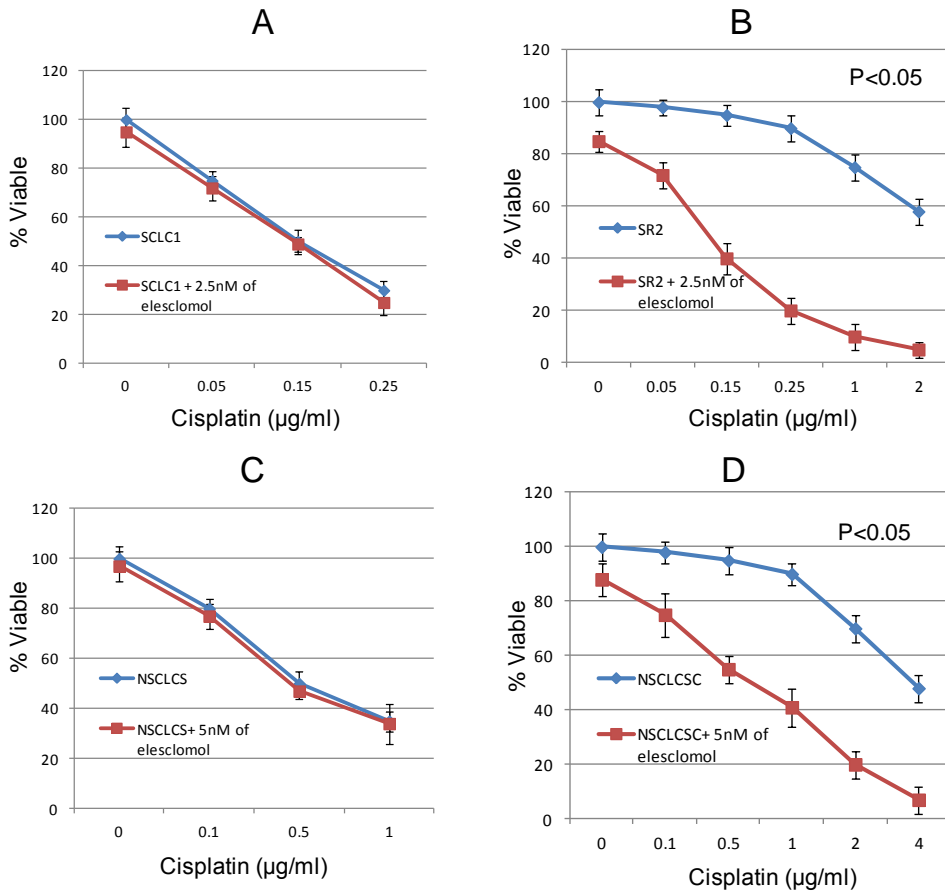 A
120
100
80
60
40
20
0
% Viable
SCLC1
SCLC1 + 2.5nM of
elesclomol
0 0.05 0.15 0.25
Cisplatin (µg/ml)
B
P<0.05
120
100
80
60
40
20
0
% Viable
SR2
SR2 + 2.5nM of
elesclomol
0 0.05 0.15 0.25 1 2
Cisplatin (µg/ml)
C
120
100
80
60
40
20
0
% Viable
NSCLCS
NSCLCS+ 5nM of
elesclomol
0 0.1 0.5 1
Cisplatin (µg/ml)
D
P<0.05
120
100
80
60
40
20
0
% Viable
NSCLCSC
NSCLCSC+ 5nM of
elesclomol
0 0.1 0.5 1 2 4
Cisplatin (µg/ml)